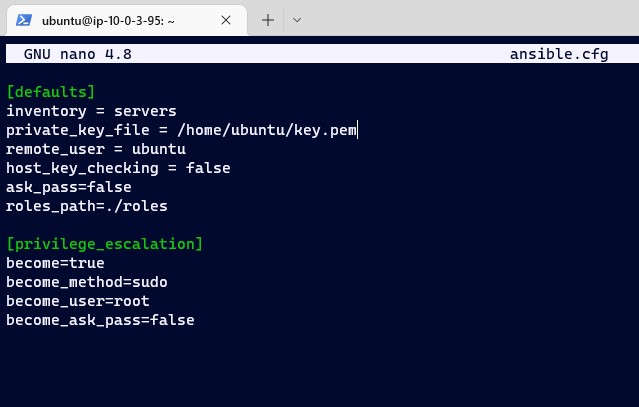 ubuntu@ip-10-0-3-95: ~
GNU nano 4.8 ansible.cfg
[defaults]
inventory = servers
private_key_file = /home/ubuntu/key.pem
remote_user = ubuntu
host_key_checking = false
ask_pass=false
roles_path=./roles
[privilege_escalation]
become=true
become_method=sudo
become_user=root
become_ask_pass=false